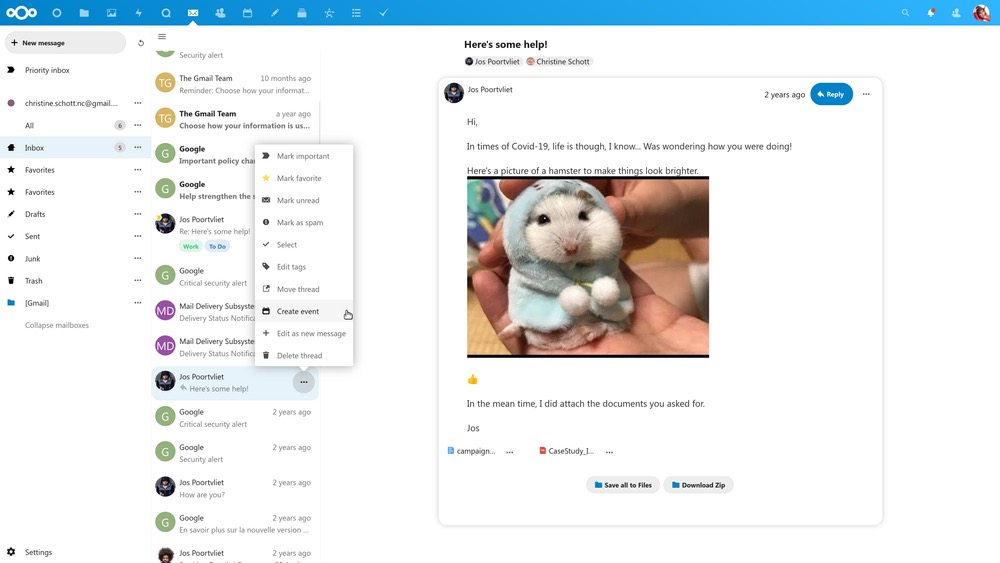 New message
Priority inbox
christine.schott.nc@gmail...
All 6
Inbox 5
Favorites
Favorites
Drafts
Sent
Junk
Trash
[Gmail]
Collapse mailboxes
Settings
Security alert
TG The Gmail Team 10 months ago
Reminder: Choose how your informat...
TG The Gmail Team a year ago
Choose how your information is us...
G Google
Important policy char
G Google
Help strengthen the s
Jos Poortvliet
Re: Here's some help!
Work To Do
G Google
Critical security alert
MD Mail Delivery Subsyste
Delivery Status Notifica
MD Mail Delivery Subsyste
Delivery Status Notifica
Jos Poortvliet
Here's some help!
G Google 2 years ago
Critical security alert
G Google 2 years ago
Security alert
Jos Poortvliet 2 years ago
How are you?
G Google 2 years ago
En savoir plus sur la nouvelle version ...
Jos Poortvliet 2 years ago
Mark important
Mark favorite
Mark unread
Mark as spam
Select
Edit tags
Move thread
Create event
Edit as new message
Delete thread
Here's some help!
Jos Poortvliet Christine Schott
Jos Poortvliet 2 years ago Reply
Hi,
In times of Covid-19, life is though, I know... Was wondering how you were doing!
Here's a picture of a hamster to make things look brighter.
In the mean time, I did attach the documents you asked for.
Jos
campaign... CaseStudy_I...
Save all to Files Download Zip